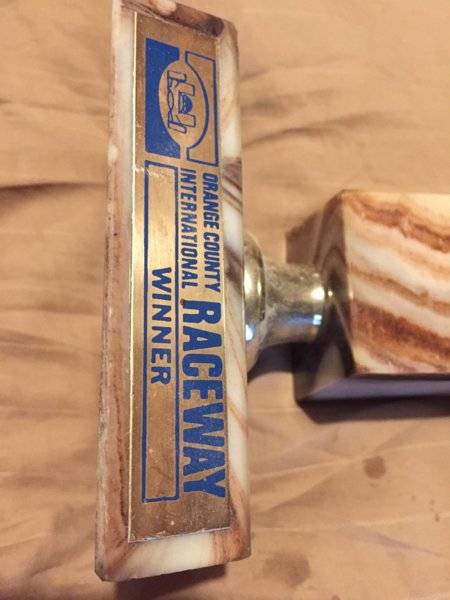 ORANGE COUNTY
INTERNATIONAL
RACEWAY
WINNER